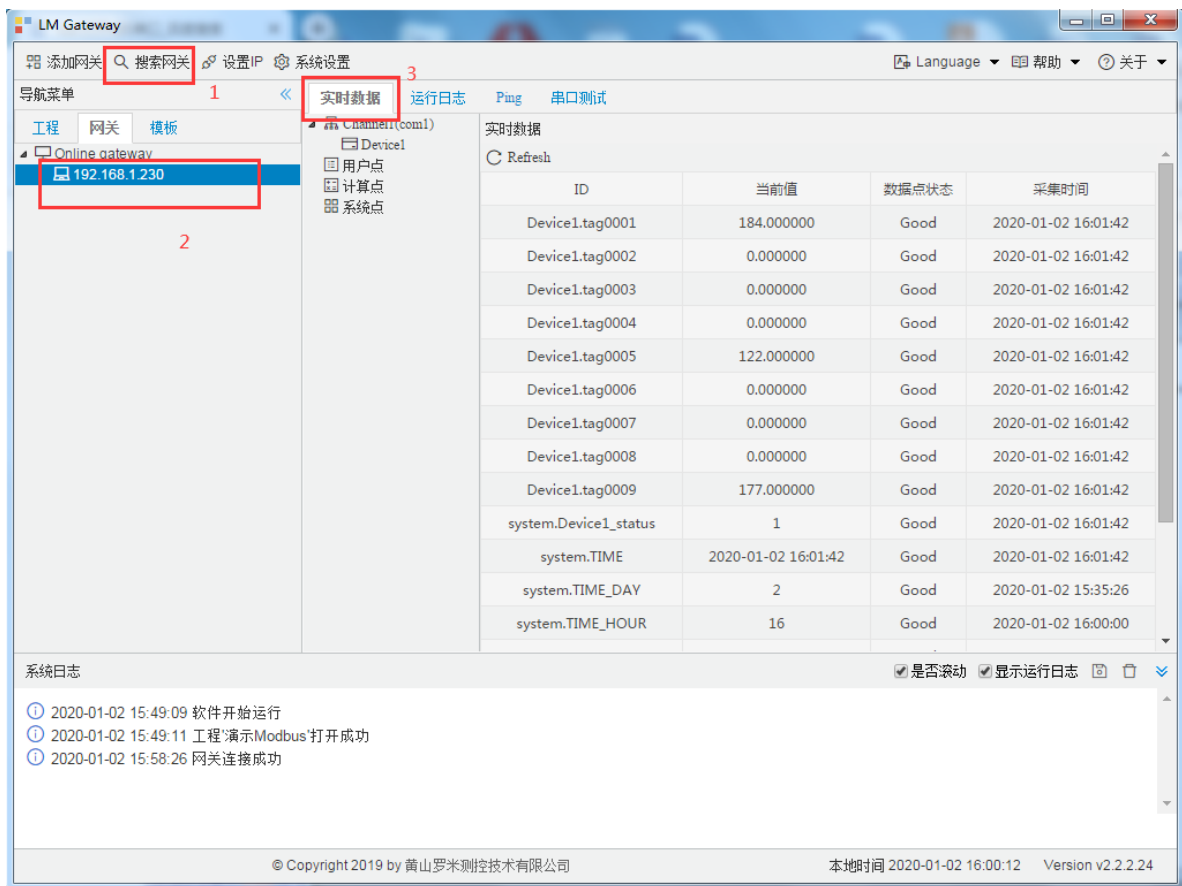 LM Gateway
添加网关 搜索网关 设置IP 系统设置 Language 帮助 关于
1
3
导航菜单
工程 网关 模板
Online gateway
192.168.1.230
2
实时数据 运行日志 Ping 串口测试
Channel1(com1)
Device1
用户点
计算点
系统点
实时数据
Refresh
ID 当前值 数据点状态 采集时间
Device1.tag0001 184.000000 Good 2020-01-02 16:01:42
Device1.tag0002 0.000000 Good 2020-01-02 16:01:42
Device1.tag0003 0.000000 Good 2020-01-02 16:01:42
Device1.tag0004 0.000000 Good 2020-01-02 16:01:42
Device1.tag0005 122.000000 Good 2020-01-02 16:01:42
Device1.tag0006 0.000000 Good 2020-01-02 16:01:42
Device1.tag0007 0.000000 Good 2020-01-02 16:01:42
Device1.tag0008 0.000000 Good 2020-01-02 16:01:42
Device1.tag0009 177.000000 Good 2020-01-02 16:01:42
system.Device1_status 1 Good 2020-01-02 16:01:42
system.TIME 2020-01-02 16:01:42 Good 2020-01-02 16:01:42
system.TIME_DAY 2 Good 2020-01-02 15:35:26
system.TIME_HOUR 16 Good 2020-01-02 16:00:00
系统日志 是否滚动 显示运行日志
2020-01-02 15:49:09 软件开始运行
2020-01-02 15:49:11 工程'演示Modbus'打开成功
2020-01-02 15:58:26 网关连接成功
© Copyright 2019 by 黄山罗米测控技术有限公司 本地时间 2020-01-02 16:00:12 Version v2.2.2.24